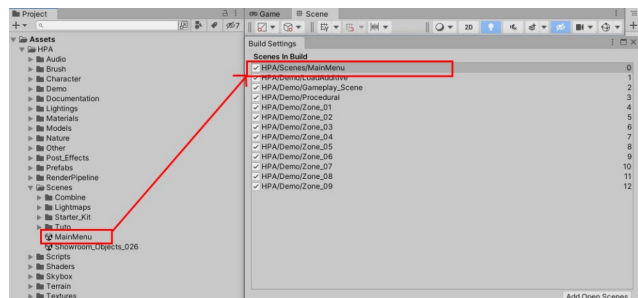 Project
7
Assets
HPA
Audio
Brush
Character
Demo
Documentation
Lightings
Materials
Models
Nature
Other
Post_Effects
Prefabs
RenderPipeline
Scenes
Combine
Lightmaps
Starter_Kit
Tuto
MainMenu
Showroom_Objects_026
Scripts
Shaders
Skybox
Terrain
Textures
Game Scene
2D
Build Settings
Scenes In Build
HPA/Scenes/MainMenu 0
HPA/Demo/LoadAdditive 1
HPA/Demo/Gameplay_Scene 2
HPA/Demo/Procedural 3
HPA/Demo/Zone_01 4
HPA/Demo/Zone_02 5
HPA/Demo/Zone_03 6
HPA/Demo/Zone_04 7
HPA/Demo/Zone_05 8
HPA/Demo/Zone_06 9
HPA/Demo/Zone_07 10
HPA/Demo/Zone_08 11
HPA/Demo/Zone_09 12
Add Open Scenes